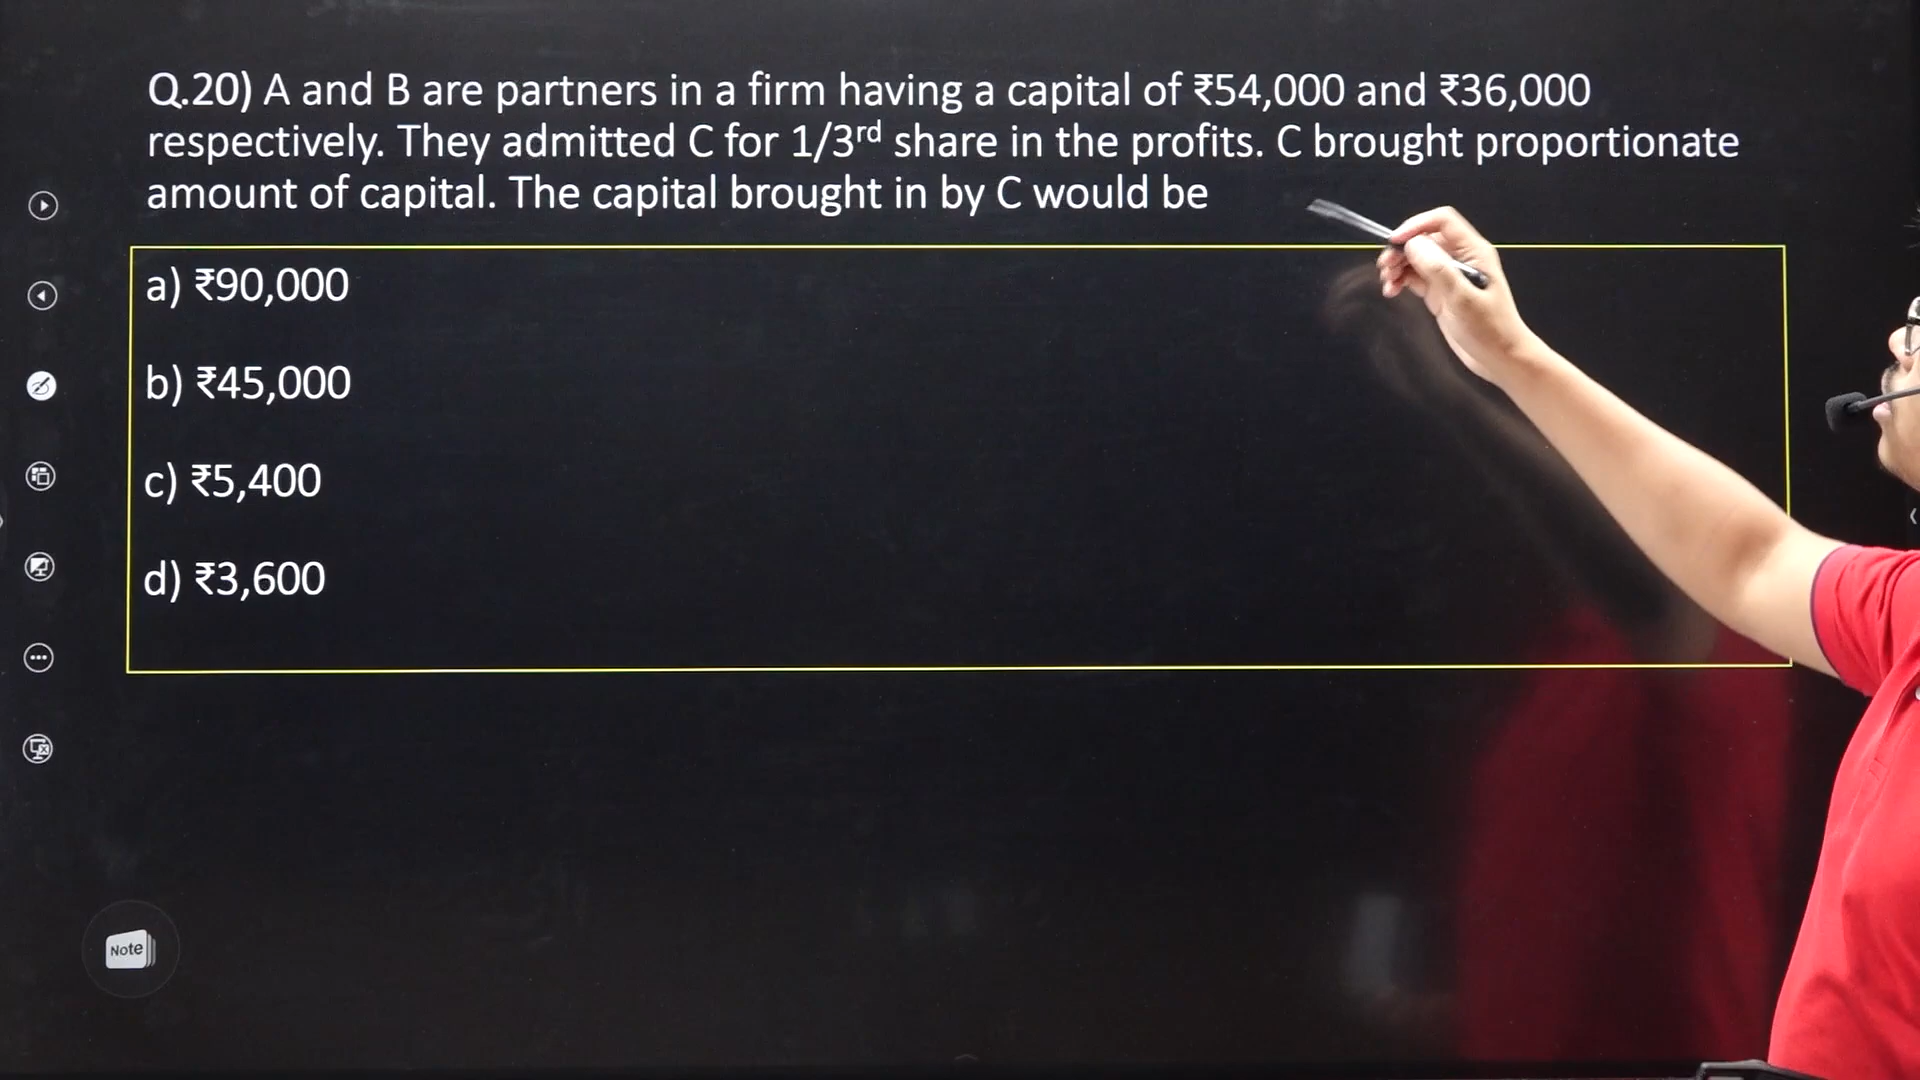 Q.20) A and B are partners in a firm having a capital of ₹54,000 and ₹36,000
respectively. They admitted C for 1/3rd share in the profits. C brought proportionate
amount of capital. The capital brought in by C would be
a) ₹90,000
b) ₹45,000
c) ₹5,400
d) ₹3,600
Note